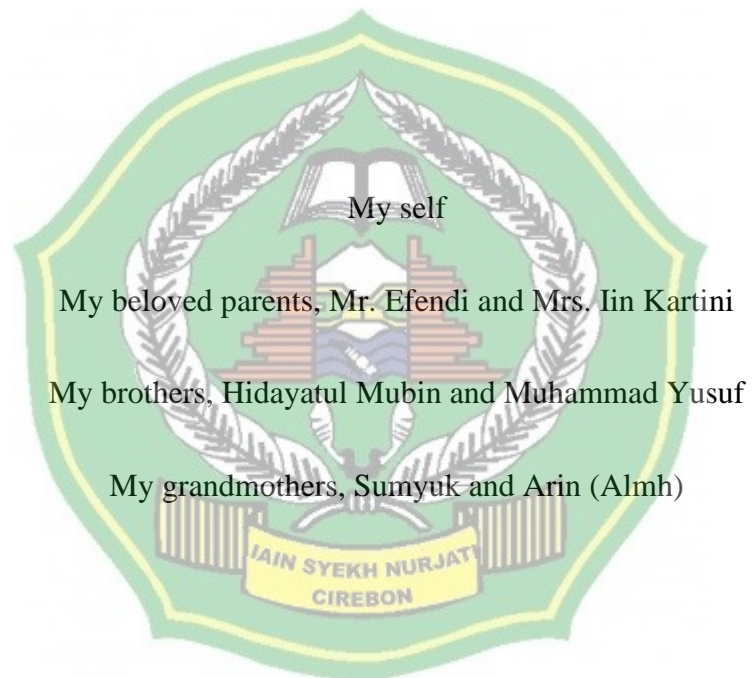 My self
My beloved parents, Mr. Efendi and Mrs. Iin Kartini
My brothers, Hidayatul Mubin and Muhammad Yusuf
My grandmothers, Sumyuk and Arin (Almh)
IAIN SYEKH NURJATI
CIREBON